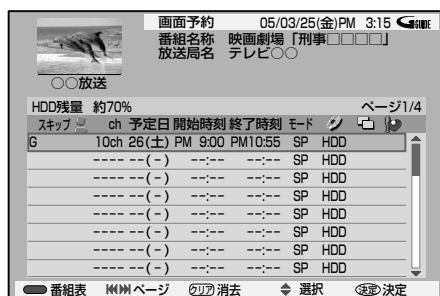 画面予約 05/03/25(金)PM 3:15 GGUIDE
番組名称 映画劇場「刑事□□□□」
放送局名 テレビ○○
○○放送
HDD残量 約70% ページ1/4
スキップ ch 予定日 開始時刻 終了時刻 モード
G 10ch 26(土) PM 9:00 PM10:55 SP HDD
---- --(-) --:-- --:-- SP HDD
---- --(-) --:-- --:-- SP HDD
---- --(-) --:-- --:-- SP HDD
---- --(-) --:-- --:-- SP HDD
---- --(-) --:-- --:-- SP HDD
---- --(-) --:-- --:-- SP HDD
---- --(-) --:-- --:-- SP HDD
番組表 ページ クリア 消去 選択 決定 決定